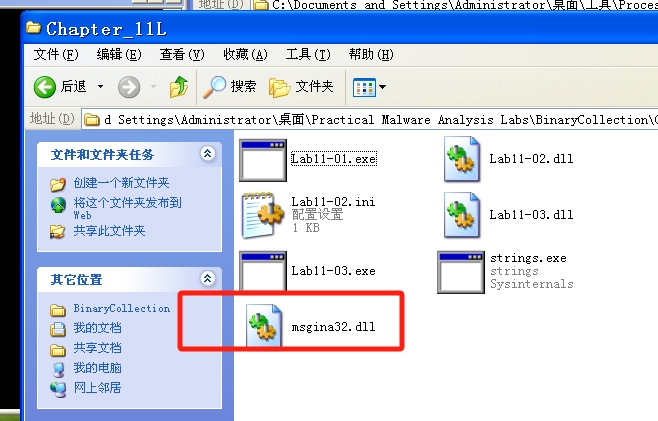 地址(D)
C:\Documents and Settings\Administrator\桌面\工具\Proce
Chapter_11L
文件(F) 编辑(E) 查看(V) 收藏(A) 工具(T) 帮助(H)
后退 搜索 文件夹
地址(D) d Settings\Administrator\桌面\Practical Malware Analysis Labs\BinaryCollection\
文件和文件夹任务
创建一个新文件夹
将这个文件夹发布到
Web
共享此文件夹
其它位置
BinaryCollection
我的文档
共享文档
我的电脑
网上邻居
Lab11-01.exe
Lab11-02.dll
Lab11-02.ini
配置设置
1 KB
Lab11-03.dll
Lab11-03.exe
strings.exe
strings
Sysinternals
msgina32.dll